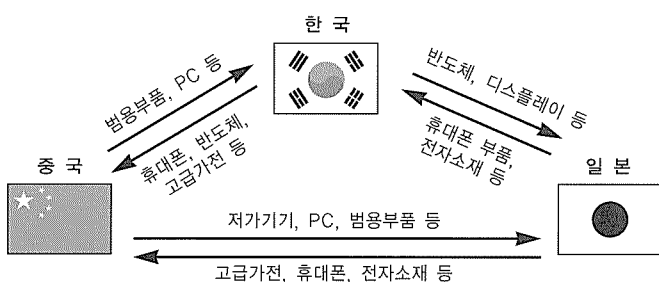 한 국
범용부품, PC 등
휴대폰, 반도체,
고급가전 등
반도체, 디스플레이 등
휴대폰 부품,
전자소재 등
중 국
일 본
저가기기, PC, 범용부품 등
고급가전, 휴대폰, 전자소재 등